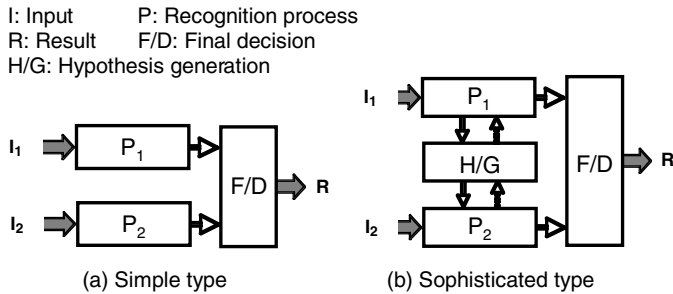 I: Input P: Recognition process
R: Result F/D: Final decision
H/G: Hypothesis generation
I1 P1
F/D R
I2 P2
(a) Simple type
I1 P1
H/G F/D R
I2 P2
(b) Sophisticated type